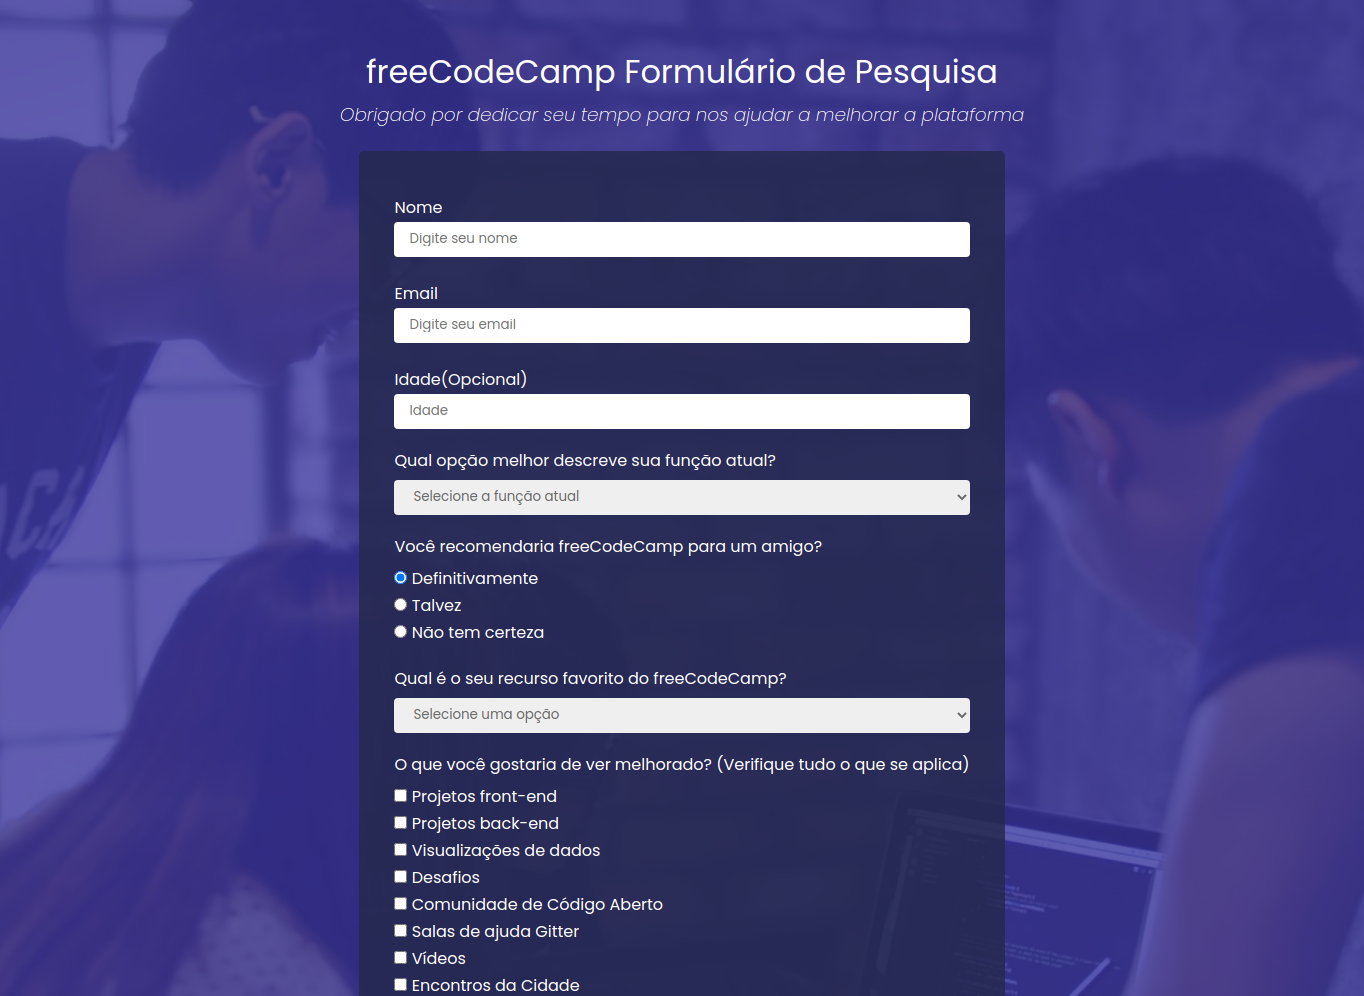 freeCodeCamp Formulário de Pesquisa
Obrigado por dedicar seu tempo para nos ajudar a melhorar a plataforma
Nome
Digite seu nome
Email
Digite seu email
Idade(Opcional)
Idade
Qual opção melhor descreve sua função atual?
Selecione a função atual
Você recomendaria freeCodeCamp para um amigo?
Definitivamente
Talvez
Não tem certeza
Qual é o seu recurso favorito do freeCodeCamp?
Selecione uma opção
O que você gostaria de ver melhorado? (Verifique tudo o que se aplica)
Projetos front-end
Projetos back-end
Visualizações de dados
Desafios
Comunidade de Código Aberto
Salas de ajuda Gitter
Vídeos
Encontros da Cidade